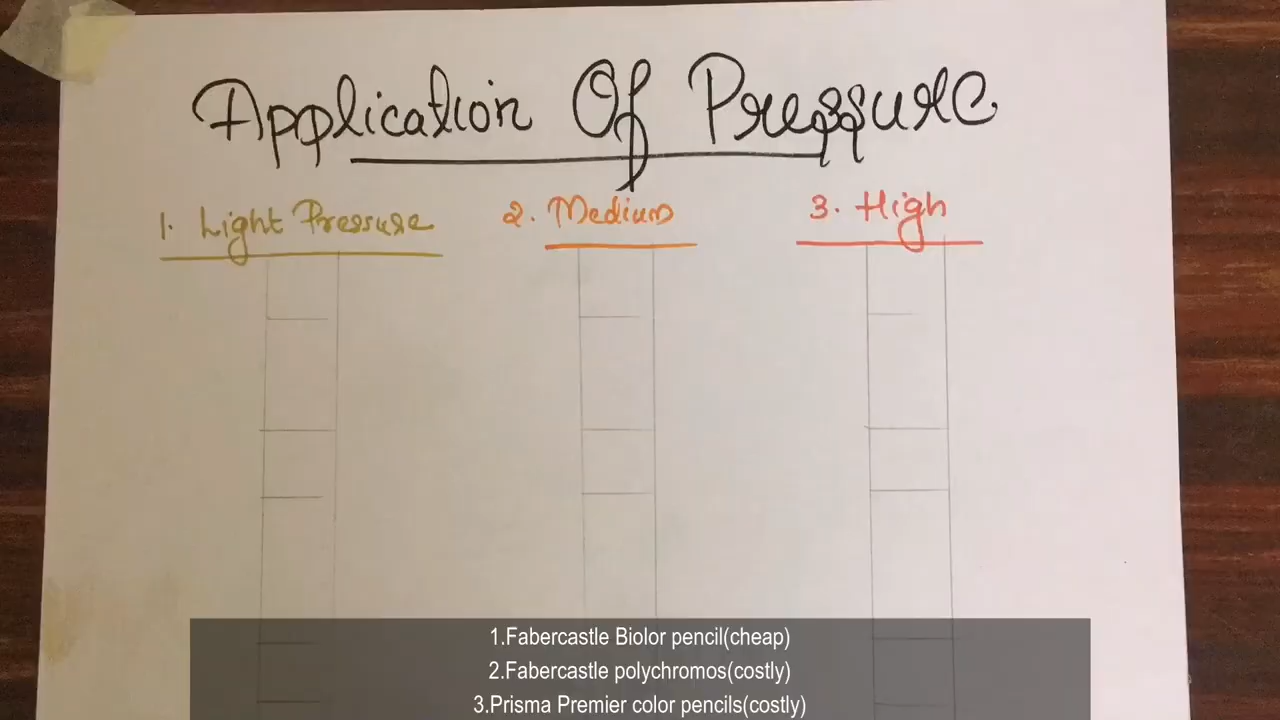 Application Of Pressure
1. Light Pressure
2. Medium
3. High
1.Fabercastle Biolor pencil(cheap)
2.Fabercastle polychromos(costly)
3.Prisma Premier color pencils(costly)